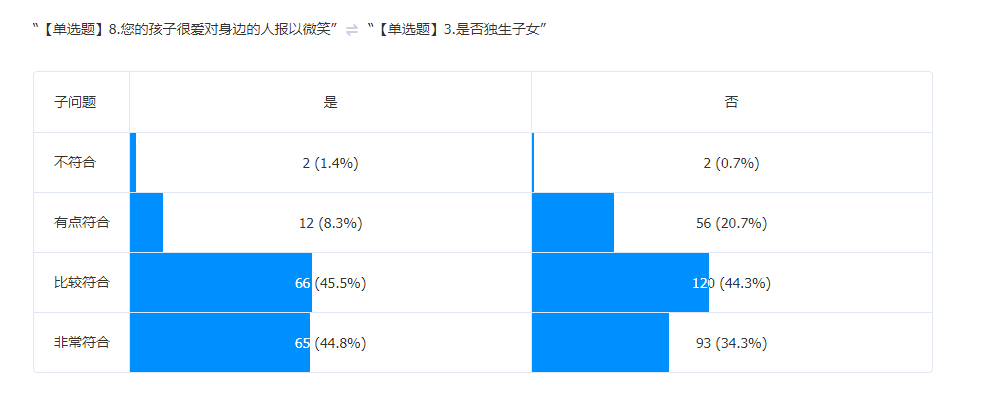 “【单选题】8.您的孩子很爱对身边的人报以微笑” ⇌ “【单选题】3.是否独生子女”
子问题 是 否
不符合 2 (1.4%) 2 (0.7%)
有点符合 12 (8.3%) 56 (20.7%)
比较符合 66 (45.5%) 120 (44.3%)
非常符合 65 (44.8%) 93 (34.3%)